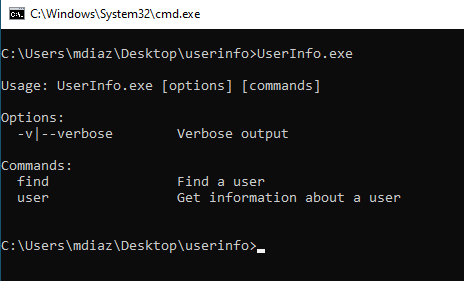 C:\Windows\System32\cmd.exe
C:\Users\mdiaz\Desktop\userinfo>UserInfo.exe
Usage: UserInfo.exe [options] [commands]
Options:
-v|--verbose Verbose output
Commands:
find Find a user
user Get information about a user
C:\Users\mdiaz\Desktop\userinfo>